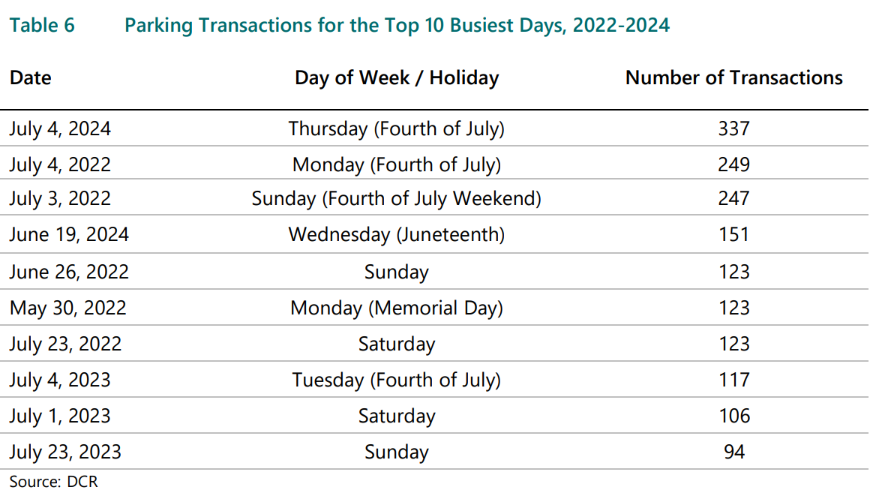 Table 6 Parking Transactions for the Top 10 Busiest Days, 2022-2024
Date Day of Week / Holiday Number of Transactions
July 4, 2024 Thursday (Fourth of July) 337
July 4, 2022 Monday (Fourth of July) 249
July 3, 2022 Sunday (Fourth of July Weekend) 247
June 19, 2024 Wednesday (Juneteenth) 151
June 26, 2022 Sunday 123
May 30, 2022 Monday (Memorial Day) 123
July 23, 2022 Saturday 123
July 4, 2023 Tuesday (Fourth of July) 117
July 1, 2023 Saturday 106
July 23, 2023 Sunday 94
Source: DCR